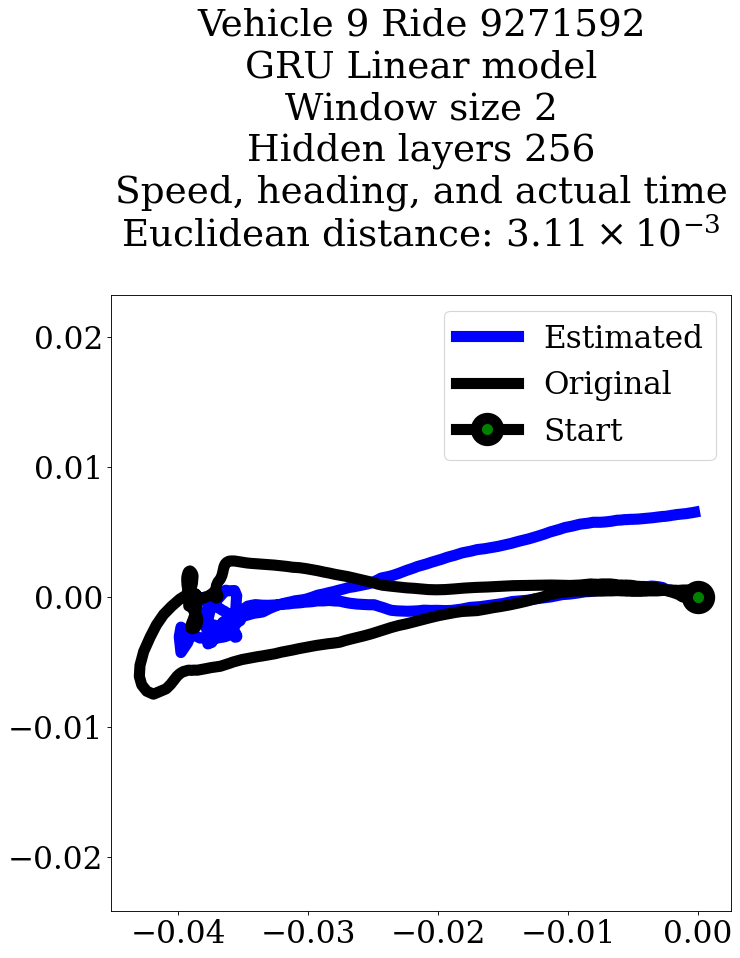 Vehicle 9 Ride 9271592
GRU Linear model
Window size 2
Hidden layers 256
Speed, heading, and actual time
Euclidean distance: 3.11 × 10⁻³
Estimated
Original
Start
0.02
0.01
0.00
−0.01
−0.02
−0.04 −0.03 −0.02 −0.01 0.00